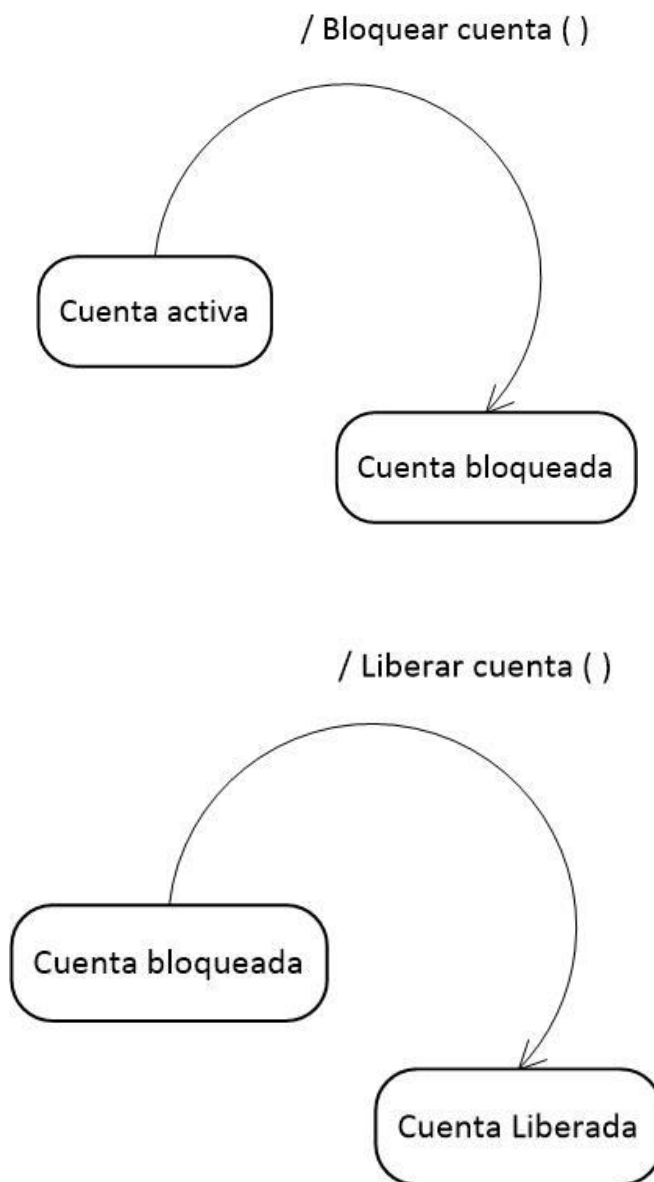 / Bloquear cuenta ( )
Cuenta activa
Cuenta bloqueada
/ Liberar cuenta ( )
Cuenta bloqueada
Cuenta Liberada